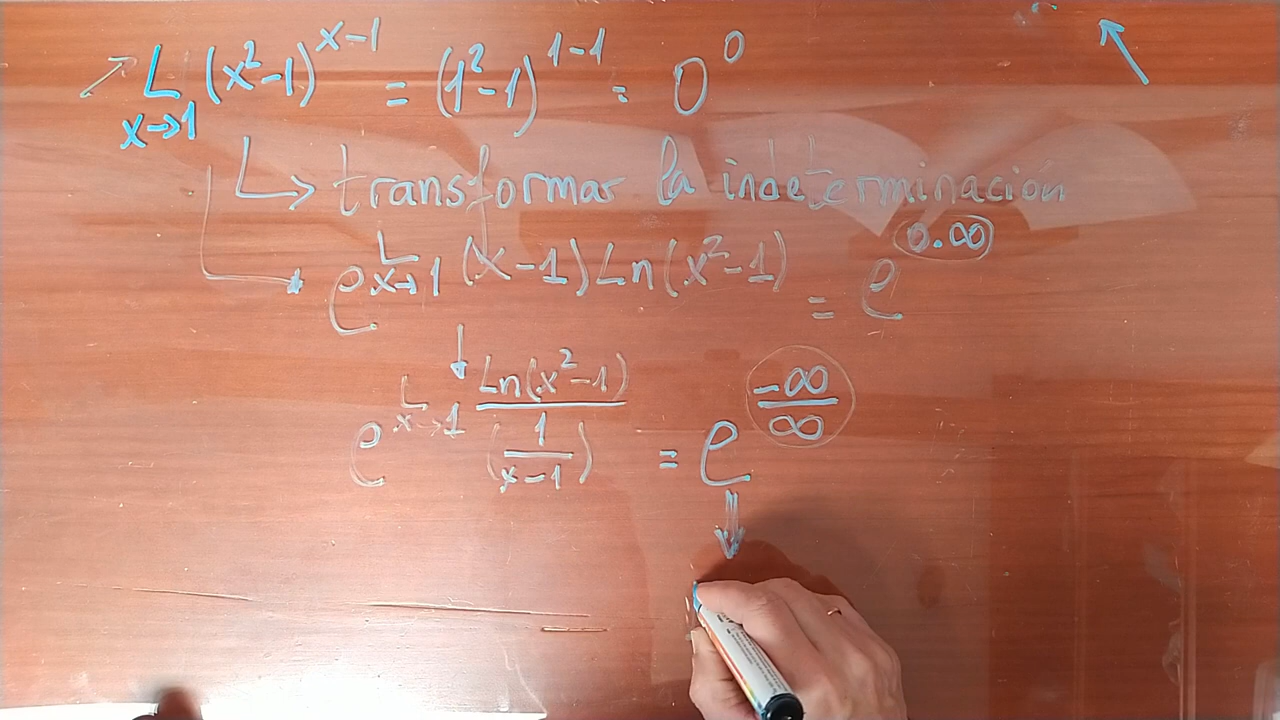 L x→1 (x²-1)^(x-1) = (1²-1)^(1-1) = 0⁰
↳ transformar la indeterminación
e^(L x→1 (x-1) Ln(x²-1)) = e^(0.∞)
e^(L x→1 Ln(x²-1)/(1/(x-1))) = e^(-∞/∞)